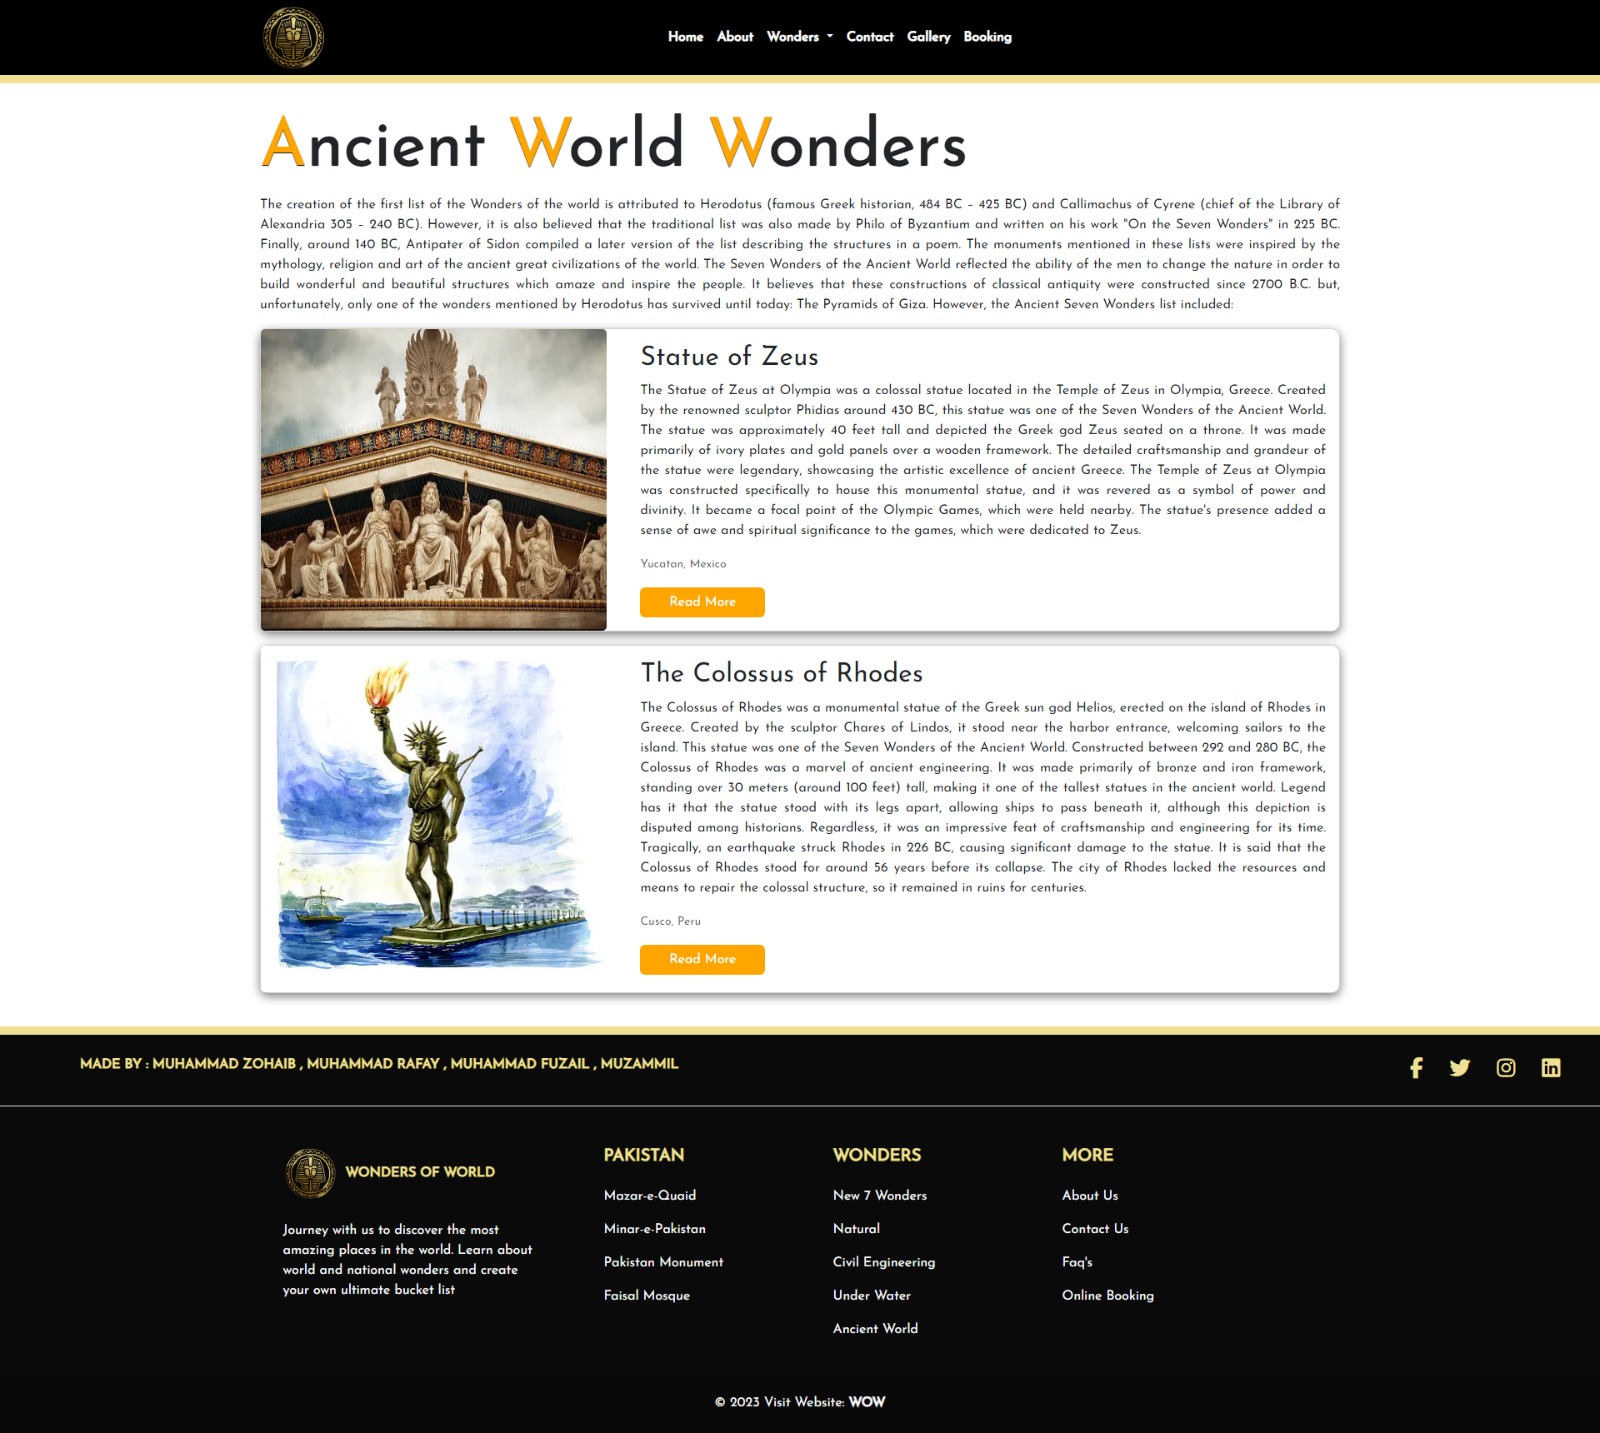 Home About Wonders Contact Gallery Booking
Ancient World Wonders
The creation of the first list of the Wonders of the world is attributed to Herodotus (famous Greek historian, 484 BC – 425 BC) and Callimachus of Cyrene (chief of the Library of
Alexandria 305 – 240 BC). However, it is also believed that the traditional list was also made by Philo of Byzantium and written on his work "On the Seven Wonders" in 225 BC.
Finally, around 140 BC, Antipater of Sidon compiled a later version of the list describing the structures in a poem. The monuments mentioned in these lists were inspired by the
mythology, religion and art of the ancient great civilizations of the world. The Seven Wonders of the Ancient World reflected the ability of the men to change the nature in order to
build wonderful and beautiful structures which amaze and inspire the people. It believes that these constructions of classical antiquity were constructed since 2700 B.C. but,
unfortunately, only one of the wonders mentioned by Herodotus has survived until today: The Pyramids of Giza. However, the Ancient Seven Wonders list included:
Statue of Zeus
The Statue of Zeus at Olympia was a colossal statue located in the Temple of Zeus in Olympia, Greece. Created
by the renowned sculptor Phidias around 430 BC, this statue was one of the Seven Wonders of the Ancient World.
The statue was approximately 40 feet tall and depicted the Greek god Zeus seated on a throne. It was made
primarily of ivory plates and gold panels over a wooden framework. The detailed craftsmanship and grandeur of
the statue were legendary, showcasing the artistic excellence of ancient Greece. The Temple of Zeus at Olympia
was constructed specifically to house this monumental statue, and it was revered as a symbol of power and
divinity. It became a focal point of the Olympic Games, which were held nearby. The statue's presence added a
sense of awe and spiritual significance to the games, which were dedicated to Zeus.
Yucatan, Mexico
Read More
The Colossus of Rhodes
The Colossus of Rhodes was a monumental statue of the Greek sun god Helios, erected on the island of Rhodes in
Greece. Created by the sculptor Chares of Lindos, it stood near the harbor entrance, welcoming sailors to the
island. This statue was one of the Seven Wonders of the Ancient World. Constructed between 292 and 280 BC, the
Colossus of Rhodes was a marvel of ancient engineering. It was made primarily of bronze and iron framework,
standing over 30 meters (around 100 feet) tall, making it one of the tallest statues in the ancient world. Legend
has it that the statue stood with its legs apart, allowing ships to pass beneath it, although this depiction is
disputed among historians. Regardless, it was an impressive feat of craftsmanship and engineering for its time.
Tragically, an earthquake struck Rhodes in 226 BC, causing significant damage to the statue. It is said that the
Colossus of Rhodes stood for around 56 years before its collapse. The city of Rhodes lacked the resources and
means to repair the colossal structure, so it remained in ruins for centuries.
Cusco, Peru
Read More
MADE BY : MUHAMMAD ZOHAIB , MUHAMMAD RAFAY , MUHAMMAD FUZAIL , MUZAMMIL
WONDERS OF WORLD
Journey with us to discover the most
amazing places in the world. Learn about
world and national wonders and create
your own ultimate bucket list
PAKISTAN
Mazar-e-Quaid
Minar-e-Pakistan
Pakistan Monument
Faisal Mosque
WONDERS
New 7 Wonders
Natural
Civil Engineering
Under Water
Ancient World
MORE
About Us
Contact Us
Faq's
Online Booking
© 2023 Visit Website: WOW